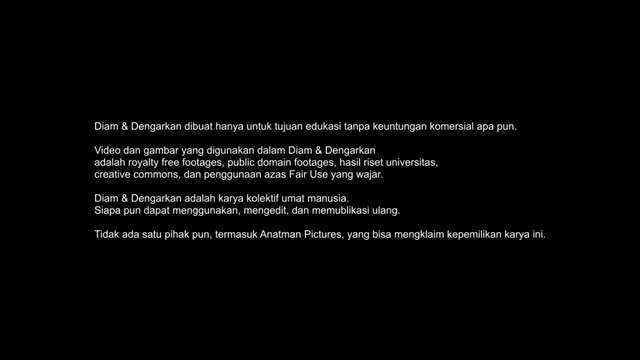 Diam & Dengarkan dibuat hanya untuk tujuan edukasi tanpa keuntungan komersial apa pun.
Video dan gambar yang digunakan dalam Diam & Dengarkan
adalah royalty free footages, public domain footages, hasil riset universitas,
creative commons, dan penggunaan azas Fair Use yang wajar.
Diam & Dengarkan adalah karya kolektif umat manusia.
Siapa pun dapat menggunakan, mengedit, dan memublikasi ulang.
Tidak ada satu pihak pun, termasuk Anatman Pictures, yang bisa mengklaim kepemilikan karya ini.